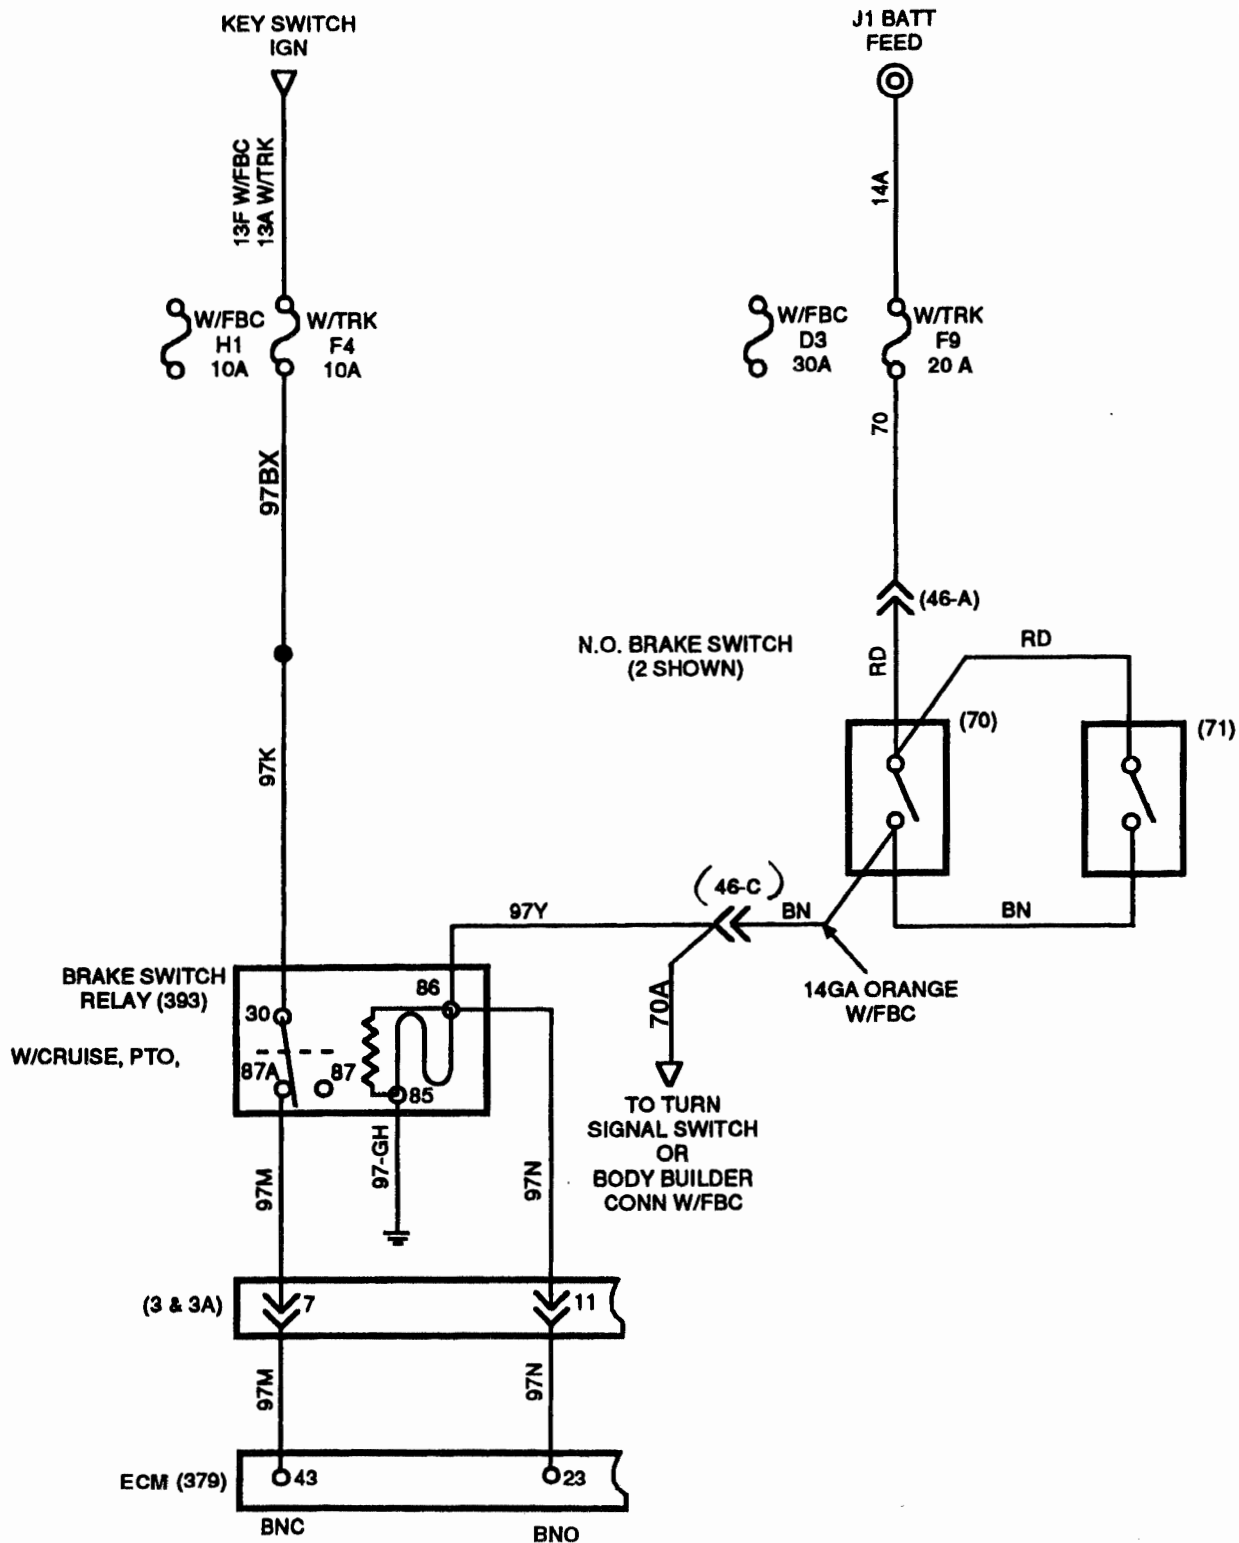 KEY SWITCH
IGN
J1 BATT
FEED
13F W/FBC
13A W/TRK
14A
W/FBC
H1
10A
W/TRK
F4
10A
W/FBC
D3
30A
W/TRK
F9
20 A
97BX
70
(46-A)
N.O. BRAKE SWITCH
(2 SHOWN)
RD
RD
(70)
(71)
97K
(46-C)
97Y
BN
BN
14GA ORANGE
W/FBC
BRAKE SWITCH
RELAY (393)
W/CRUISE, PTO,
30
86
87A
87
85
70A
TO TURN
SIGNAL SWITCH
OR
BODY BUILDER
CONN W/FBC
97M
97-GH
97N
(3 & 3A)
7
11
97M
97N
ECM (379)
43
23
BNC
BNO